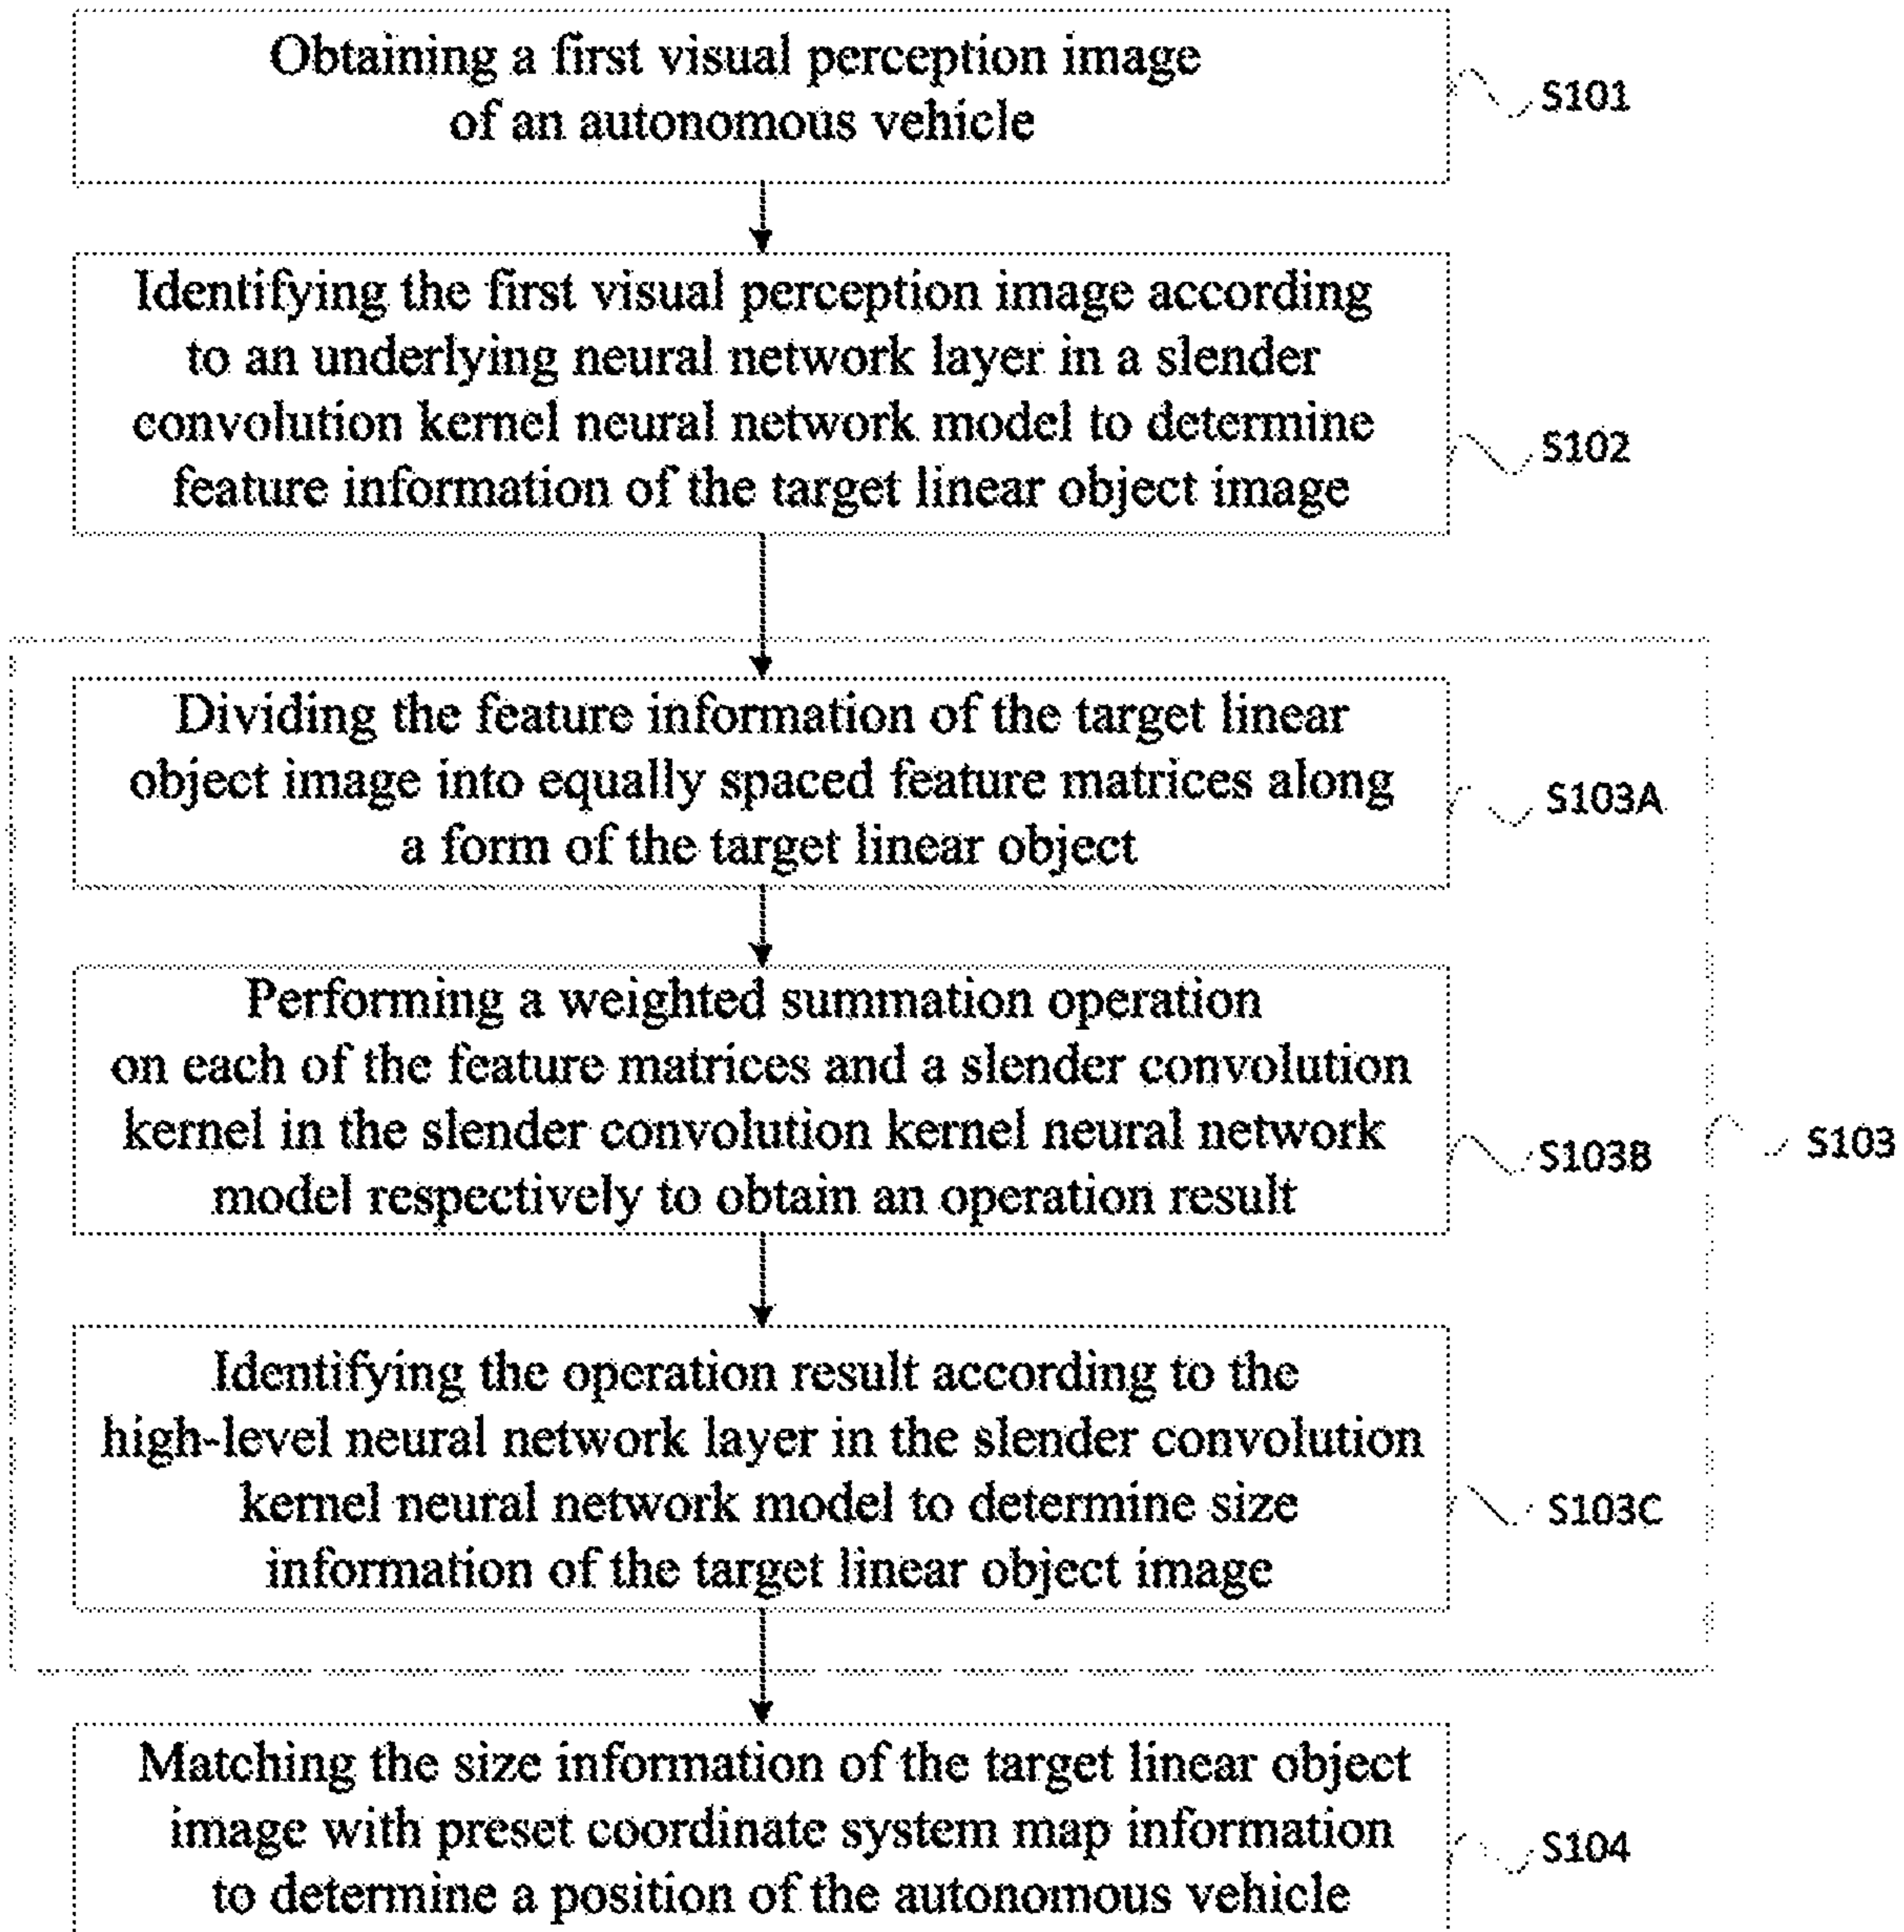 Obtaining a first visual perception image
of an autonomous vehicle
S101
Identifying the first visual perception image according
to an underlying neural network layer in a slender
convolution kernel neural network model to determine
feature information of the target linear object image
S102
Dividing the feature information of the target linear
object image into equally spaced feature matrices along
a form of the target linear object
S103A
Performing a weighted summation operation
on each of the feature matrices and a slender convolution
kernel in the slender convolution kernel neural network
model respectively to obtain an operation result
S103B
S103
Identifying the operation result according to the
high-level neural network layer in the slender convolution
kernel neural network model to determine size
information of the target linear object image
S103C
Matching the size information of the target linear object
image with preset coordinate system map information
to determine a position of the autonomous vehicle
S104